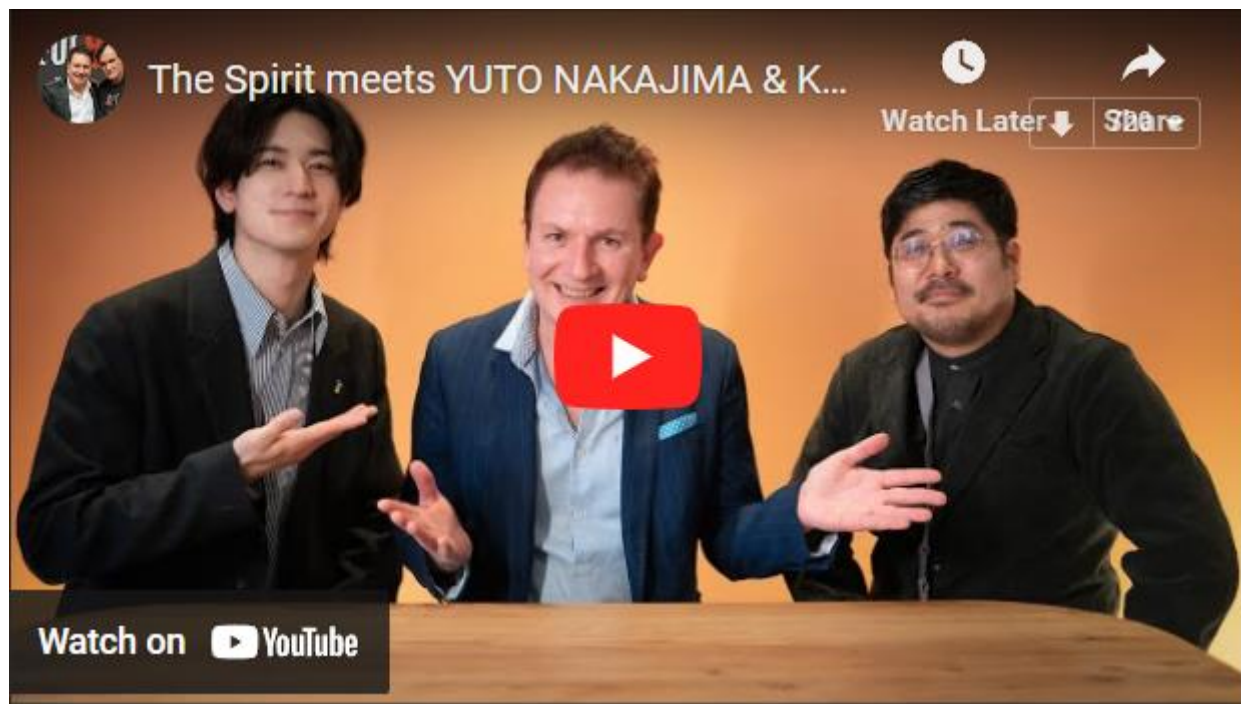 The Spirit meets YUTO NAKAJIMA & K…
Watch Later
Share
Watch on YouTube